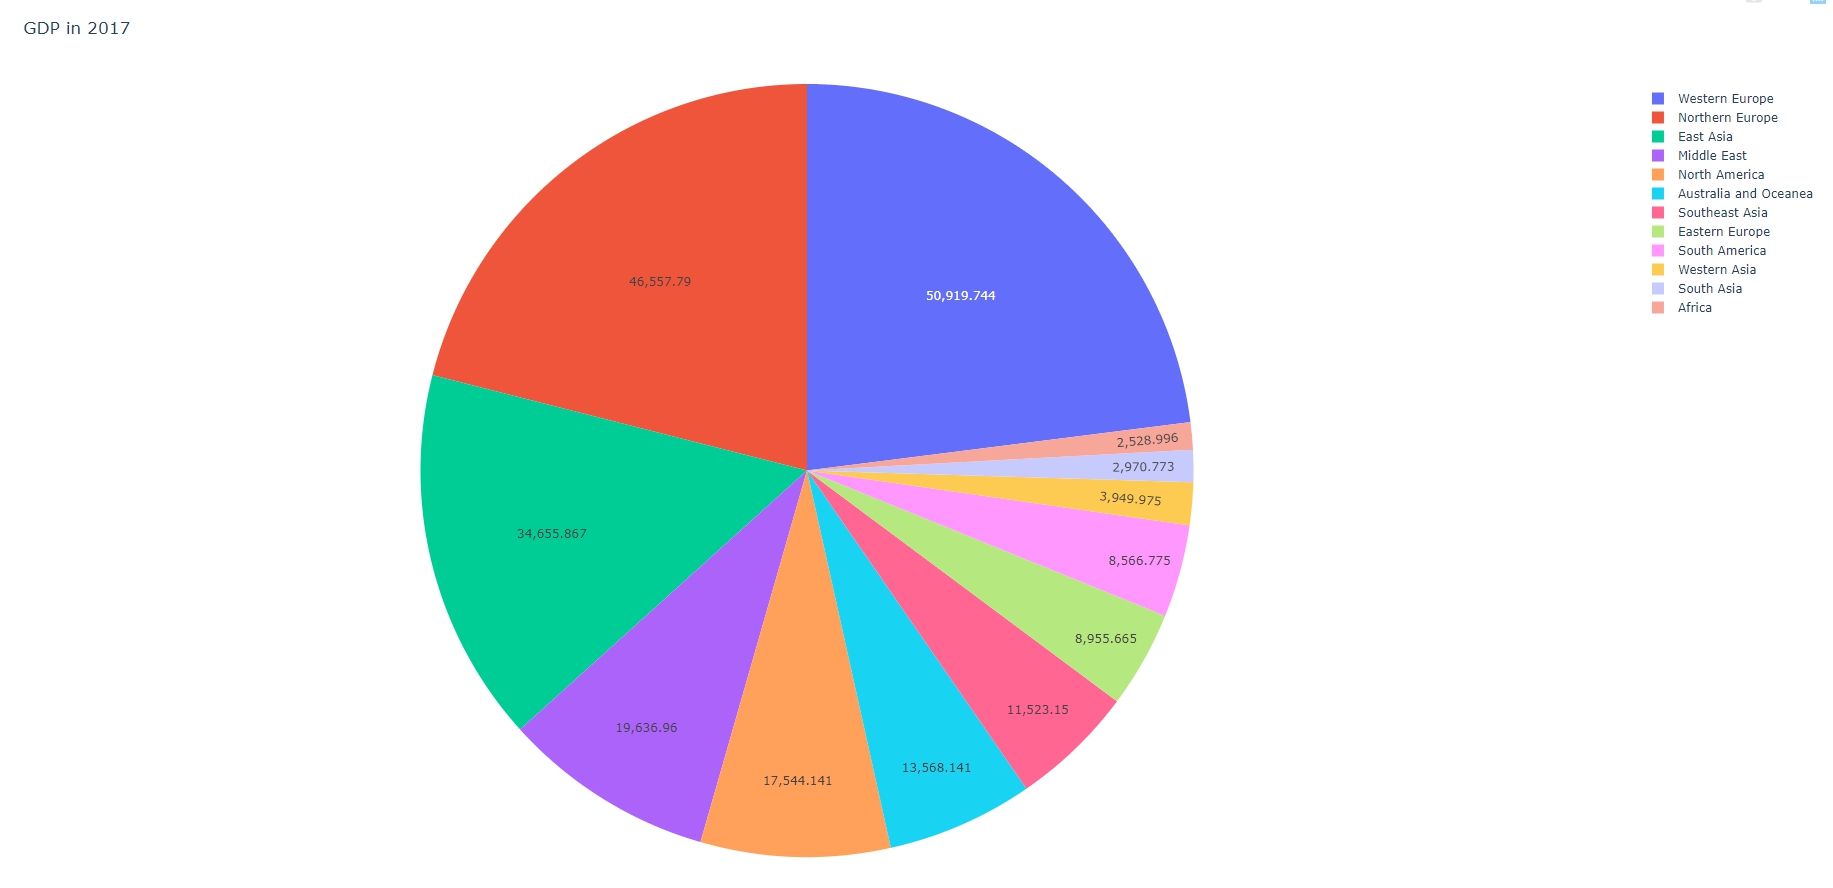 GDP in 2017
Western Europe
Northern Europe
East Asia
Middle East
North America
Australia and Oceanea
Southeast Asia
Eastern Europe
South America
Western Asia
South Asia
Africa
46,557.79
50,919.744
2,528.996
2,970.773
3,949.975
34,655.867
8,566.775
8,955.665
11,523.15
19,636.96
13,568.141
17,544.141